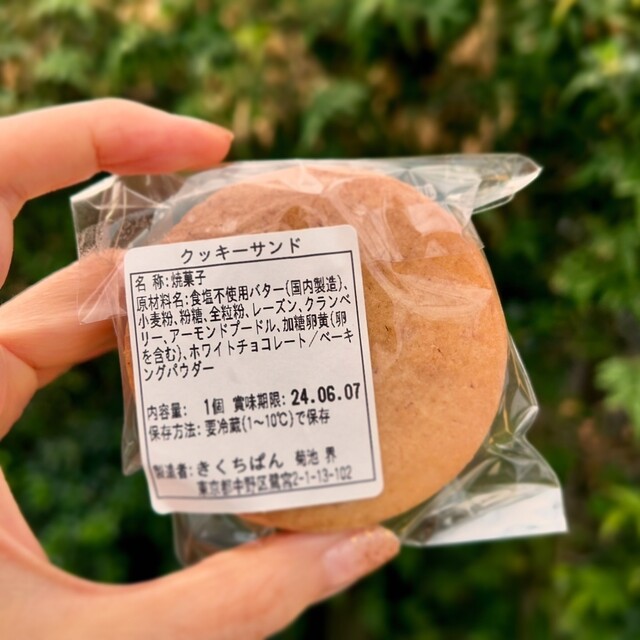 クッキーサンド
名 称:焼菓子
原材料名:食塩不使用バター(国内製造)、
小麦粉、粉糖、全粒粉、レーズン、クランベ
リー、アーモンドプードル、加糖卵黄(卵
を含む)、ホワイトチョコレート/ベーキ
ングパウダー
内容量: 1個 賞味期限: 24.06.07
保存方法: 要冷蔵(1~10℃)で保存
製造者: きくちぱん 菊池 界
東京都中野区鷺宮2-1-13-102